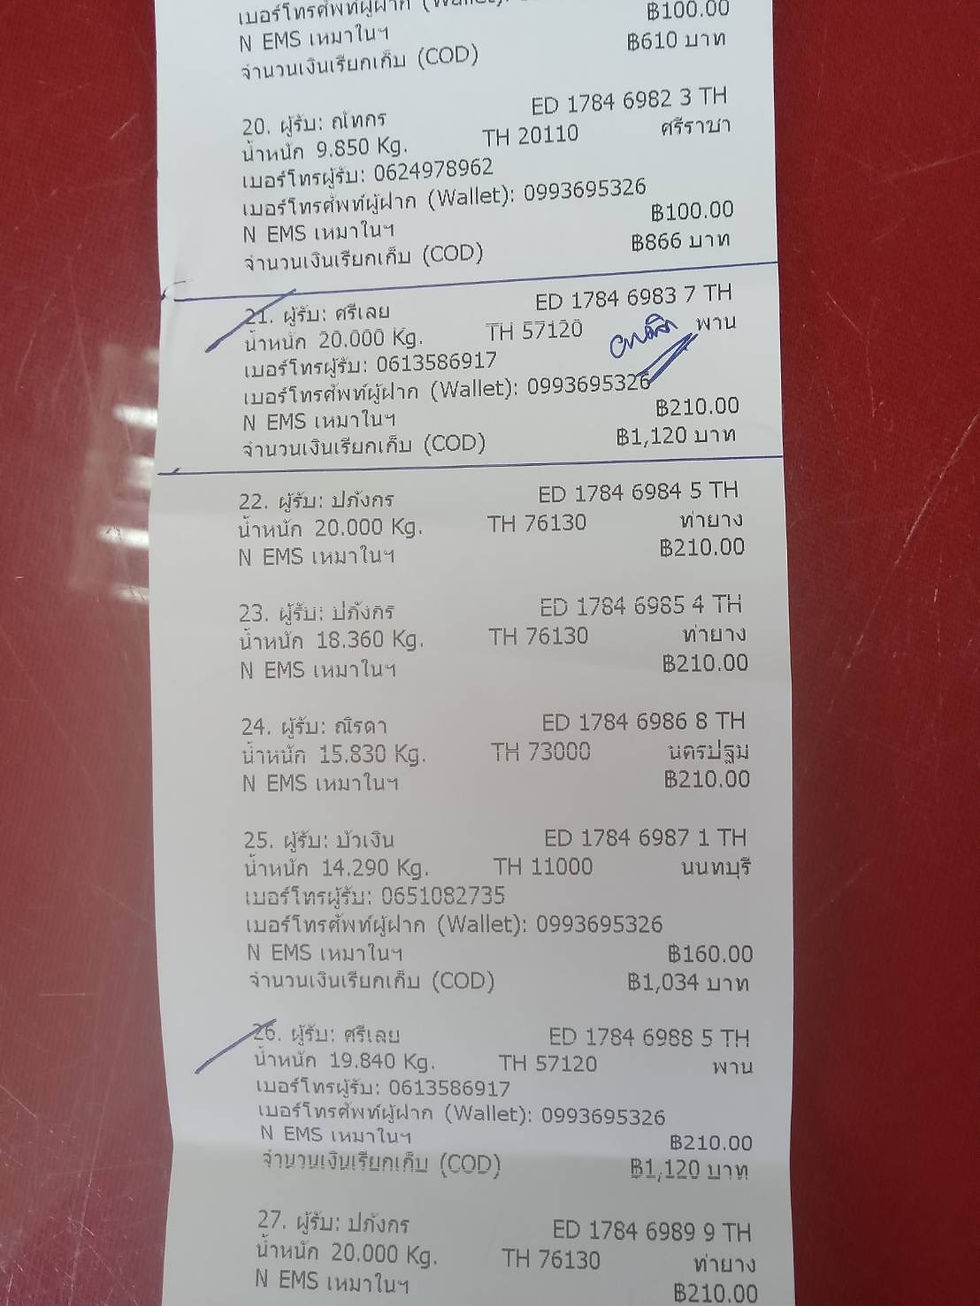 เบอร์โทรศัพท์ผู้ฝาก (Wallet):
N EMS เหมาในฯ ฿100.00
จำนวนเงินเรียกเก็บ (COD) ฿610 บาท
20. ผู้รับ: ณัทกร ED 1784 6982 3 TH
น้ำหนัก 9.850 Kg. TH 20110 ศรีราชา
เบอร์โทรผู้รับ: 0624978962
เบอร์โทรศัพท์ผู้ฝาก (Wallet): 0993695326
N EMS เหมาในฯ ฿100.00
จำนวนเงินเรียกเก็บ (COD) ฿866 บาท
21. ผู้รับ: ศรีเลย ED 1784 6983 7 TH
น้ำหนัก 20.000 Kg. TH 57120 พาน
เบอร์โทรผู้รับ: 0613586917
เบอร์โทรศัพท์ผู้ฝาก (Wallet): 0993695326
N EMS เหมาในฯ ฿210.00
จำนวนเงินเรียกเก็บ (COD) ฿1,120 บาท
22. ผู้รับ: ปภังกร ED 1784 6984 5 TH
น้ำหนัก 20.000 Kg. TH 76130 ท่ายาง
N EMS เหมาในฯ ฿210.00
23. ผู้รับ: ปภังกร ED 1784 6985 4 TH
น้ำหนัก 18.360 Kg. TH 76130 ท่ายาง
N EMS เหมาในฯ ฿210.00
24. ผู้รับ: ณิรดา ED 1784 6986 8 TH
น้ำหนัก 15.830 Kg. TH 73000 นครปฐม
N EMS เหมาในฯ ฿210.00
25. ผู้รับ: บัวเงิน ED 1784 6987 1 TH
น้ำหนัก 14.290 Kg. TH 11000 นนทบุรี
เบอร์โทรผู้รับ: 0651082735
เบอร์โทรศัพท์ผู้ฝาก (Wallet): 0993695326
N EMS เหมาในฯ ฿160.00
จำนวนเงินเรียกเก็บ (COD) ฿1,034 บาท
26. ผู้รับ: ศรีเลย ED 1784 6988 5 TH
น้ำหนัก 19.840 Kg. TH 57120 พาน
เบอร์โทรผู้รับ: 0613586917
เบอร์โทรศัพท์ผู้ฝาก (Wallet): 0993695326
N EMS เหมาในฯ ฿210.00
จำนวนเงินเรียกเก็บ (COD) ฿1,120 บาท
27. ผู้รับ: ปภังกร ED 1784 6989 9 TH
น้ำหนัก 20.000 Kg. TH 76130 ท่ายาง
N EMS เหมาในฯ ฿210.00